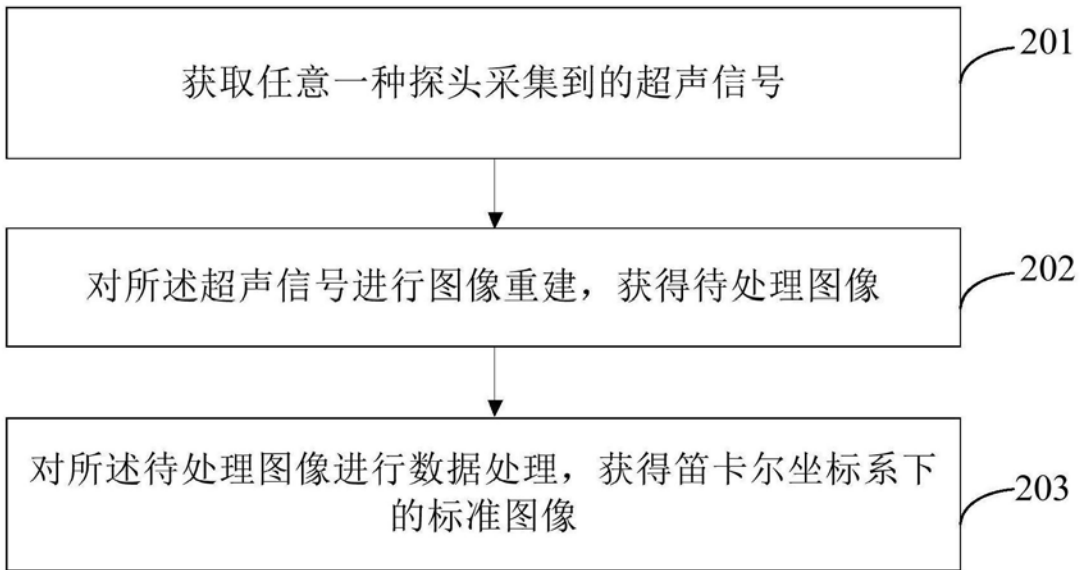 获取任意一种探头采集到的超声信号
201
对所述超声信号进行图像重建，获得待处理图像
202
对所述待处理图像进行数据处理，获得笛卡尔坐标系下
的标准图像
203